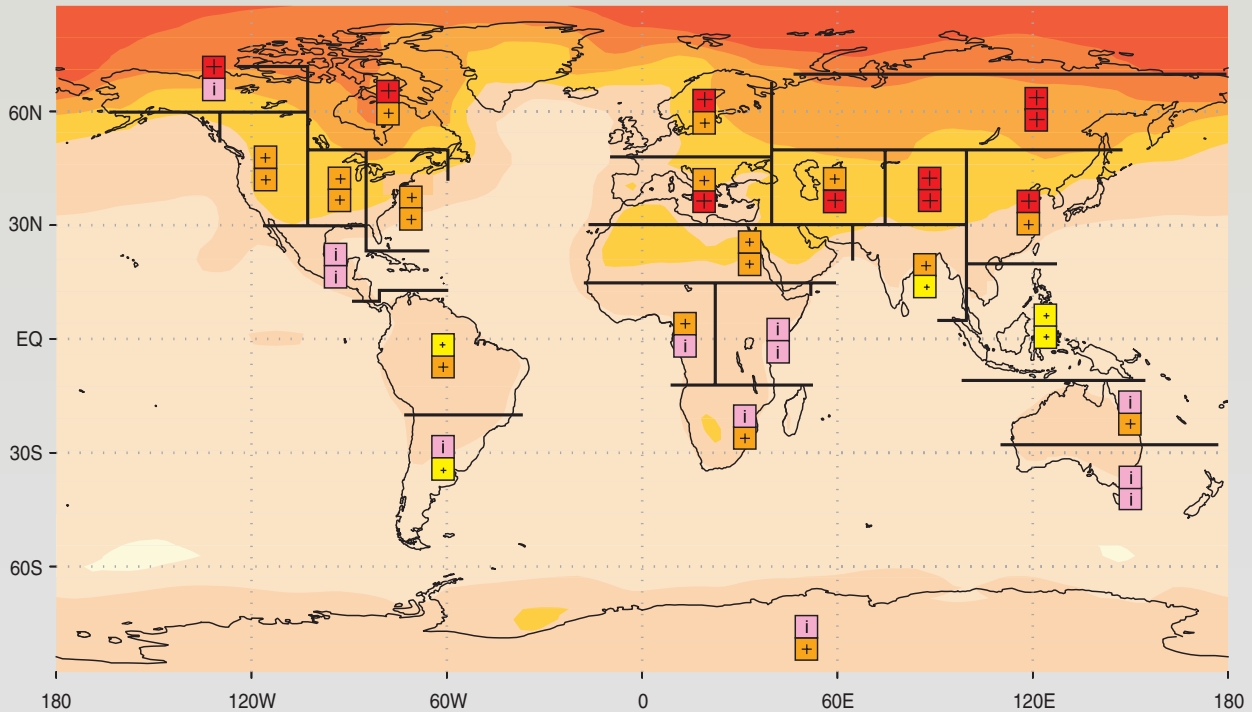 +
i +
+ +
60N +
+ +
+
+ + + + +
+ + + + + +
30N + +
+
i
+ +
i
+
+
+ i
EQ +
+ i i
+
i
i +
+
i
30S +
i
i
60S
i
+
180 120W 60W 0 60E 120E 180